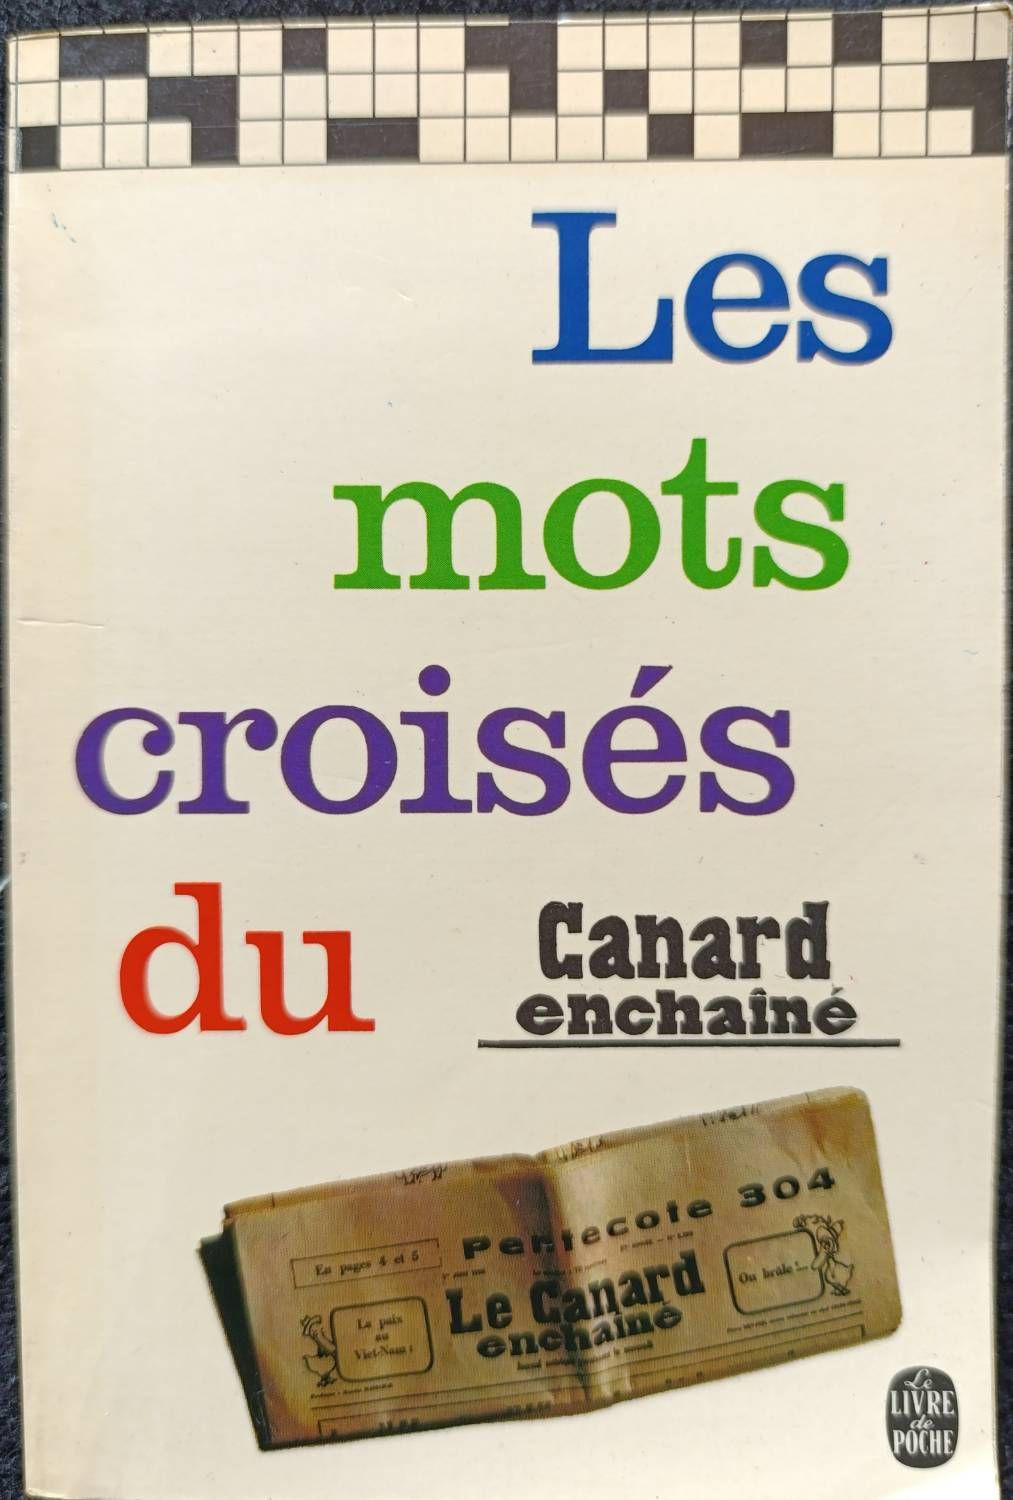 Les
mots
croisés
du
Canard
enchaîné
Pentecote 304
En pages 4 et 5
Le Canard
enchaîné
La paix
au
Viet-Nam :
On brûle !...
Le
LIVRE
de
POCHE